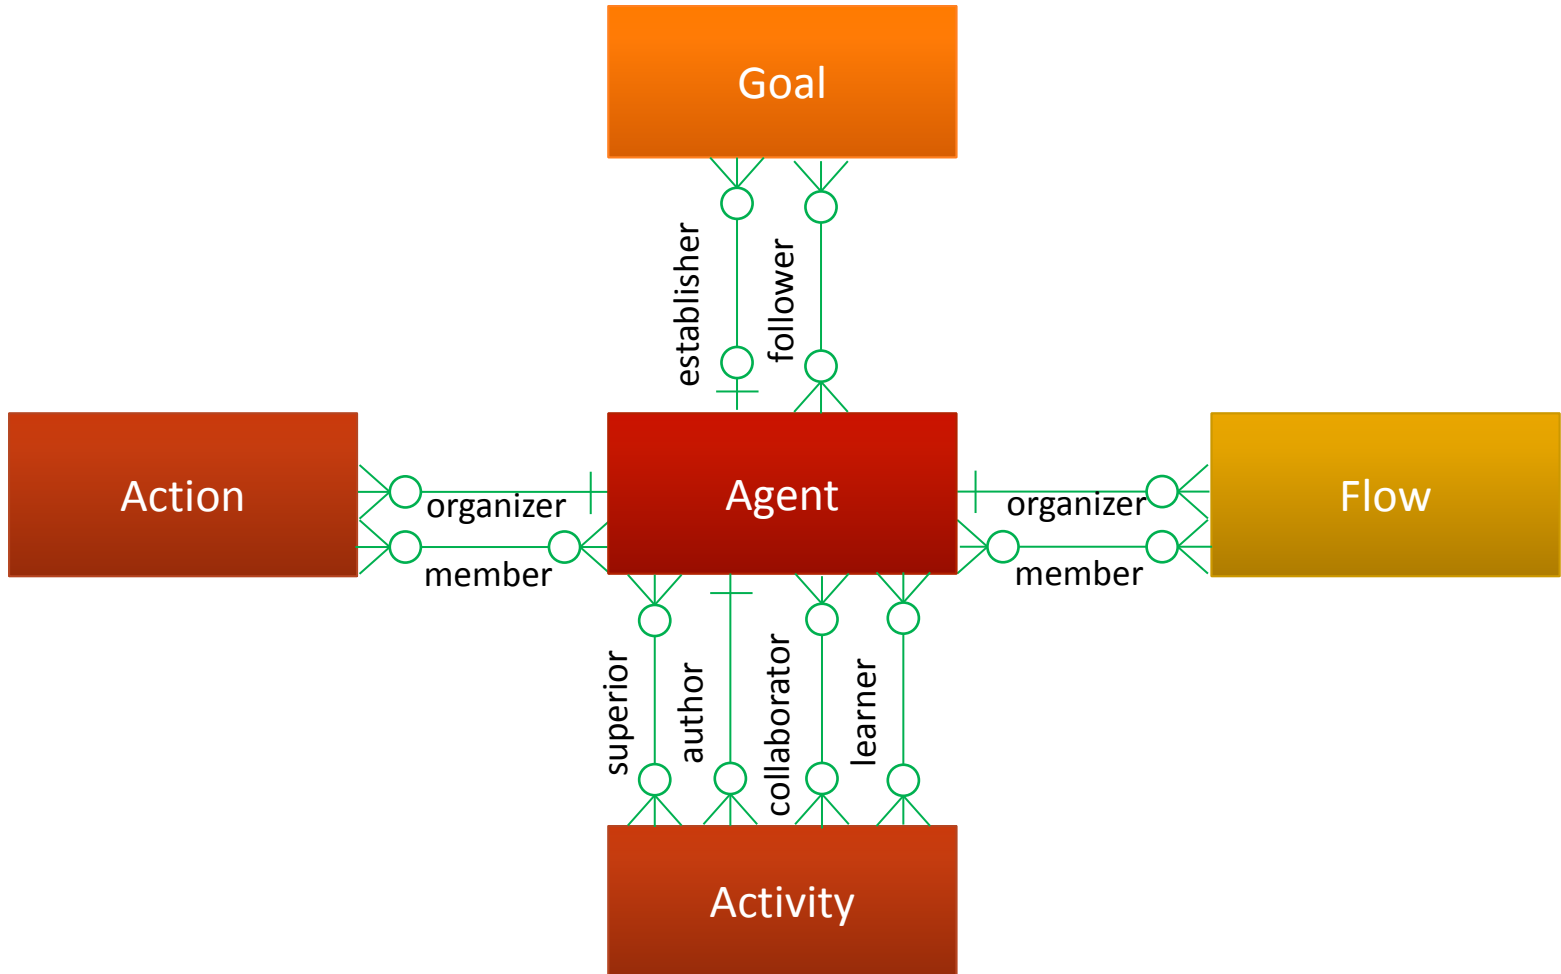 Goal
establisher
follower
Action
organizer
member
Agent
organizer
member
Flow
superior
author
collaborator
learner
Activity